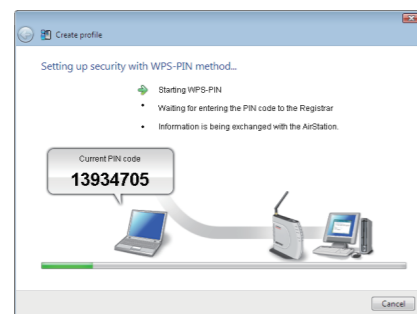 Create profile
Setting up security with WPS-PIN method...
Starting WPS-PIN
• Waiting for entering the PIN code to the Registrar
• Information is being exchanged with the AirStation.
Current PIN code
13934705
Cancel